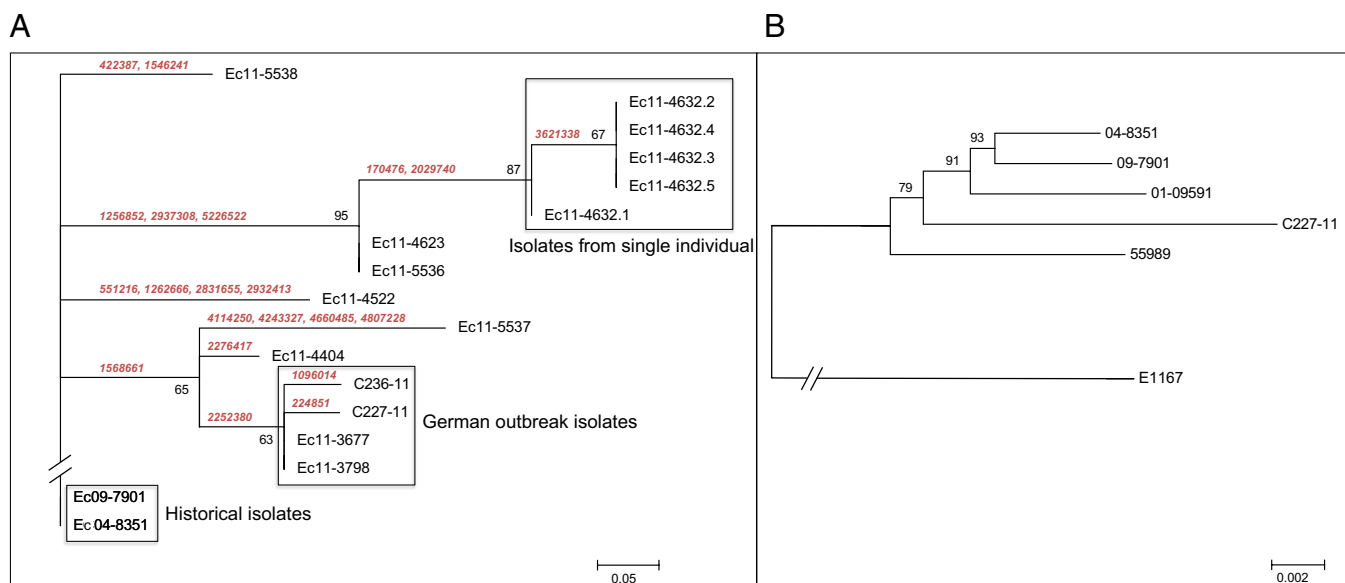 A
B
422387, 1546241
Ec11-5538
Ec11-4632.2
Ec11-4632.4
Ec11-4632.3
Ec11-4632.5
3621338
67
87
170476, 2029740
Ec11-4632.1
Isolates from single individual
1256852, 2937308, 5226522
95
Ec11-4623
Ec11-5536
551216, 1262666, 2831655, 2932413
Ec11-4522
4114250, 4243327, 4660485, 4807228
Ec11-5537
2276417
Ec11-4404
1568661
65
1096014
C236-11
224851
C227-11
German outbreak isolates
2252380
63
Ec11-3677
Ec11-3798
Ec09-7901
Ec 04-8351
Historical isolates
0.05
93
04-8351
09-7901
91
01-09591
79
C227-11
55989
E1167
0.002